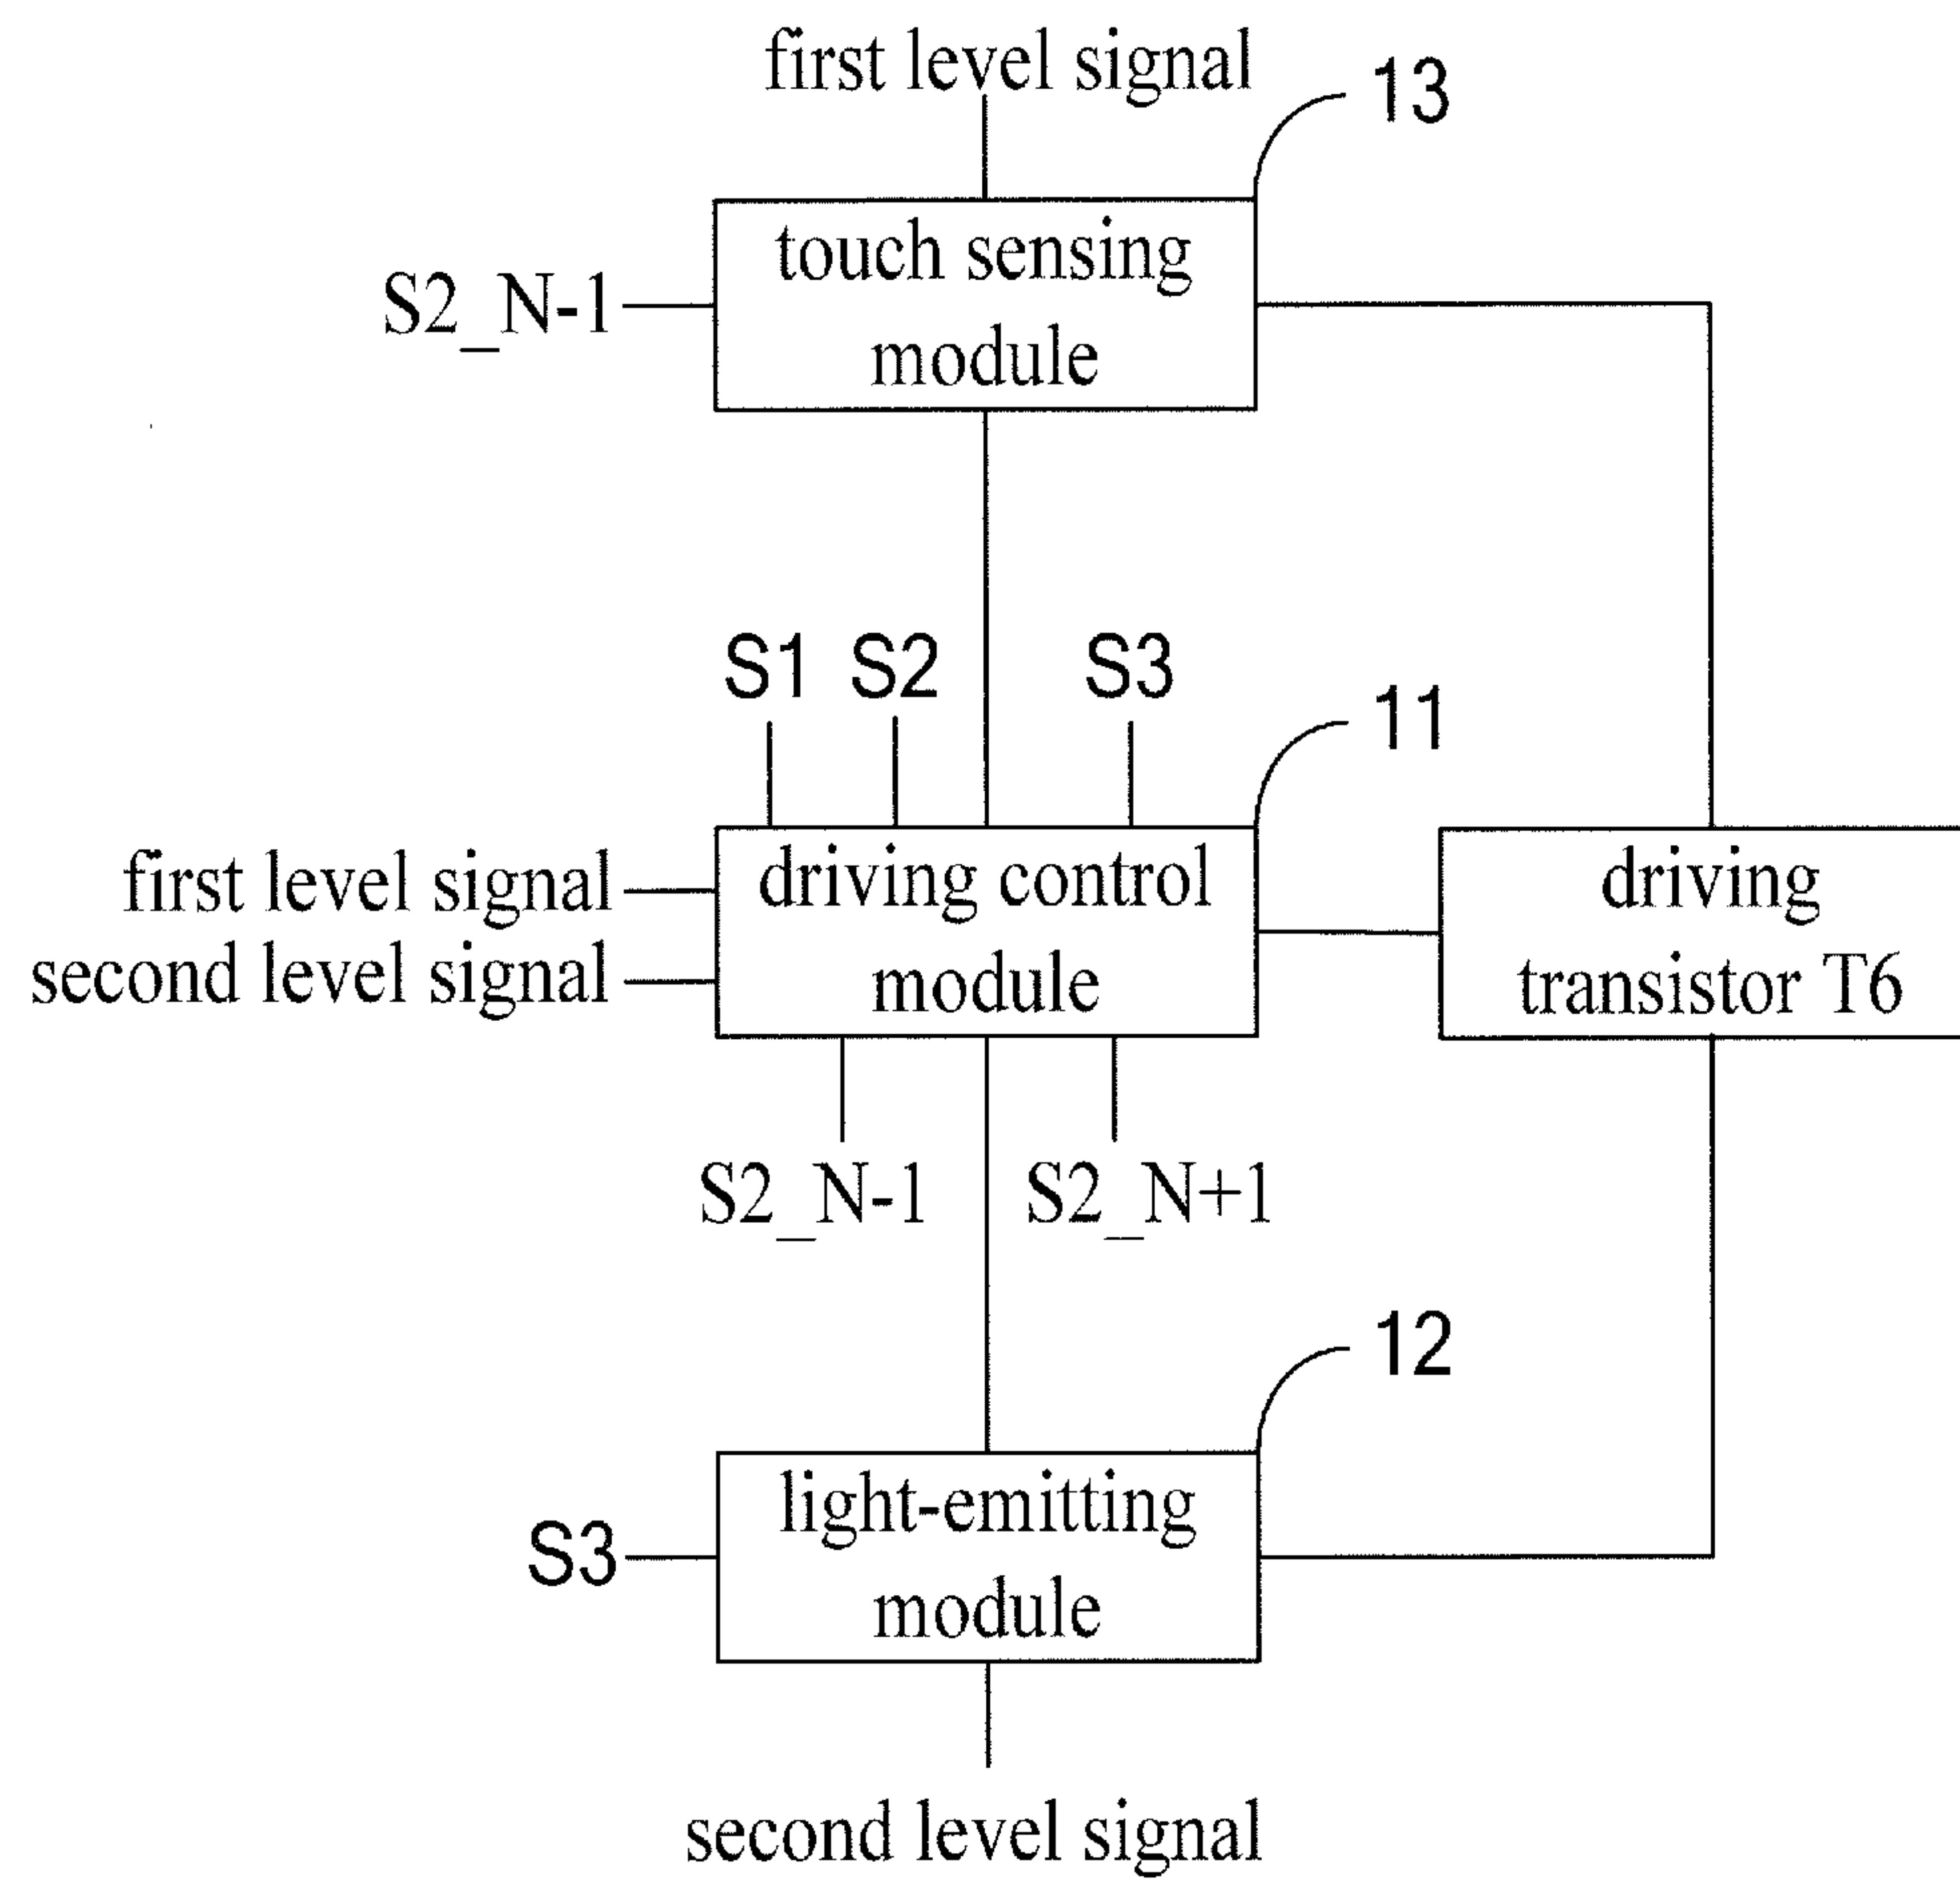 first level signal
13
touch sensing
module
S2_N-1
S1
S2
S3
11
first level signal
second level signal
driving control
module
driving
transistor T6
S2_N-1
S2_N+1
12
light-emitting
module
S3
second level signal